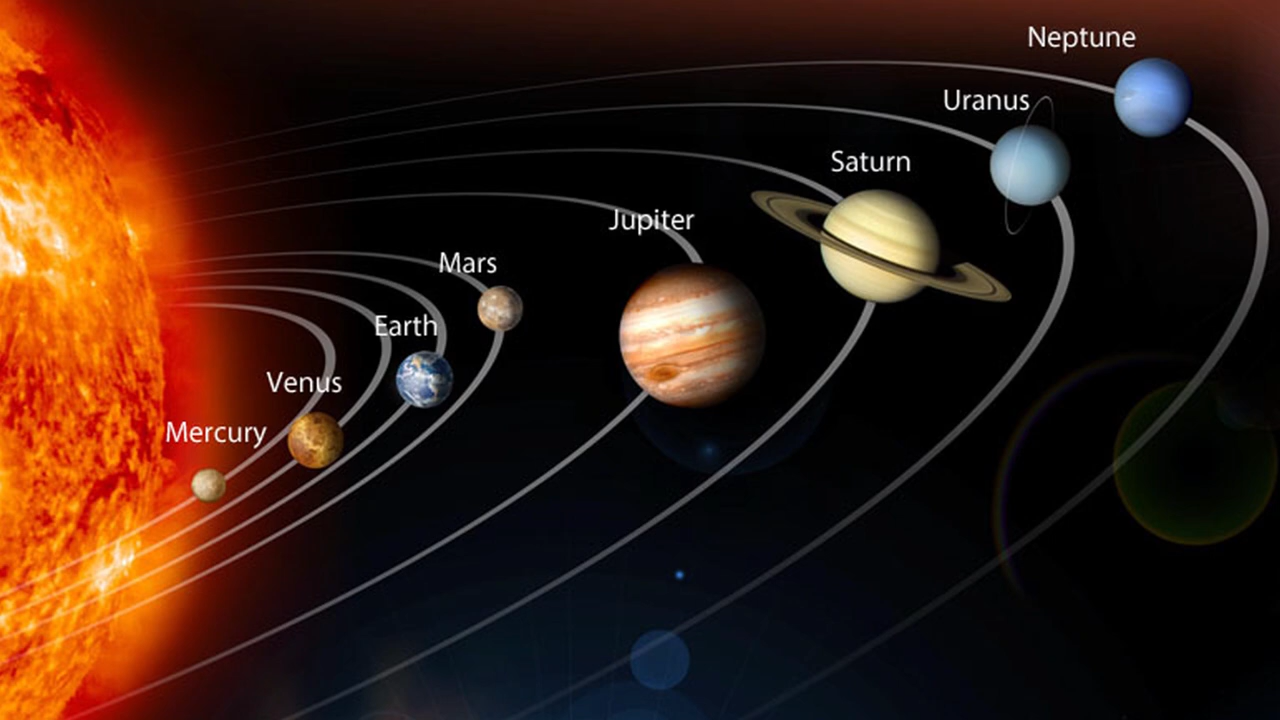 Neptune
Uranus
Saturn
Jupiter
Mars
Earth
Venus
Mercury